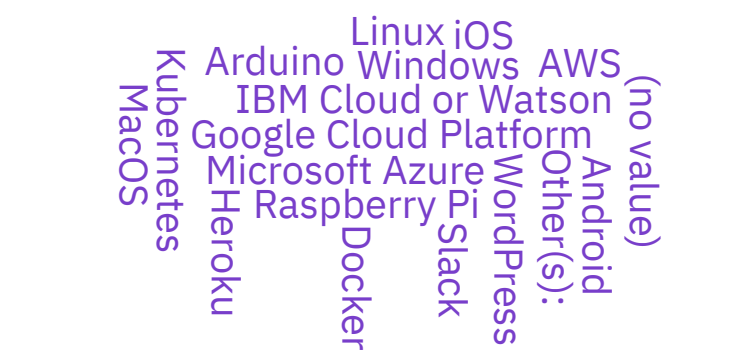 Linux
iOS
Arduino
Windows
AWS
IBM Cloud or Watson
Google Cloud Platform
Microsoft Azure
Raspberry Pi
MacOS
Kubernetes
Heroku
Docker
Slack
WordPress
Other(s):
Android
(no value)